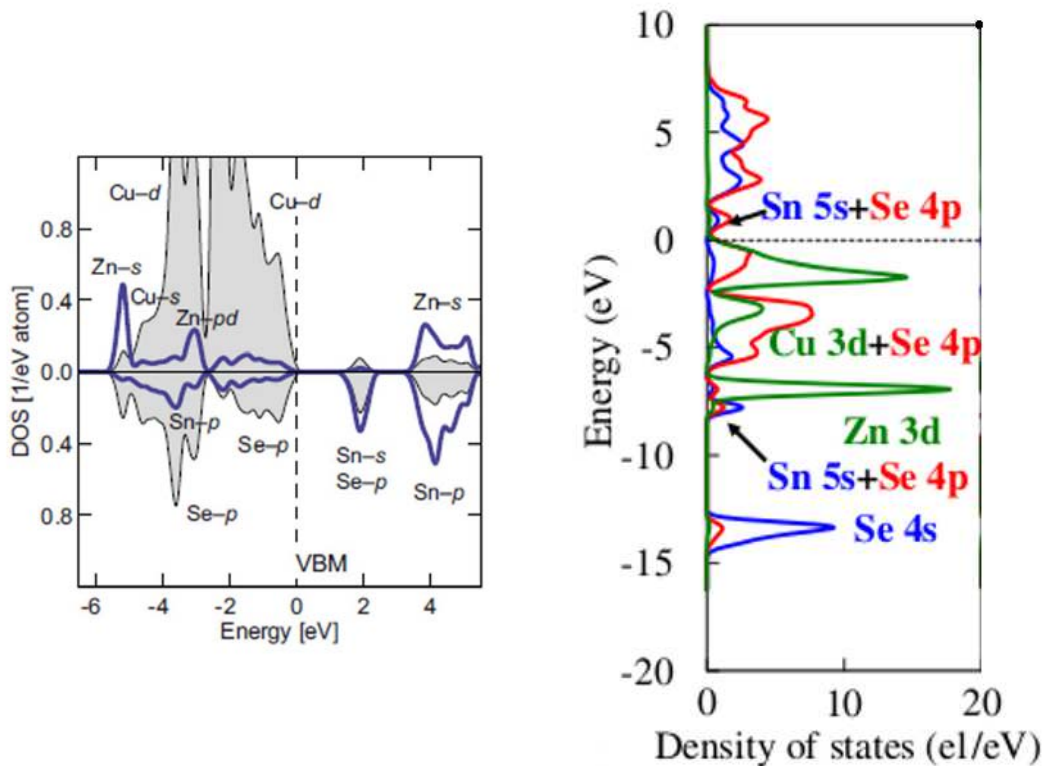 Cu–d
Cu–d
0.8
Zn–s
Cu–s
0.4
Zn–pd
Zn–s
0.0
Sn–p
Se–p
Sn–s
Se–p
Sn–p
0.4
Se–p
0.8
VBM
-6 -4 -2 0 2 4
Energy [eV]
DOS [1/eV atom]
10
5
0
-5
-10
-15
-20
Energy (eV)
Sn 5s+Se 4p
Cu 3d+Se 4p
Zn 3d
Sn 5s+Se 4p
Se 4s
0 10 20
Density of states (el/eV)